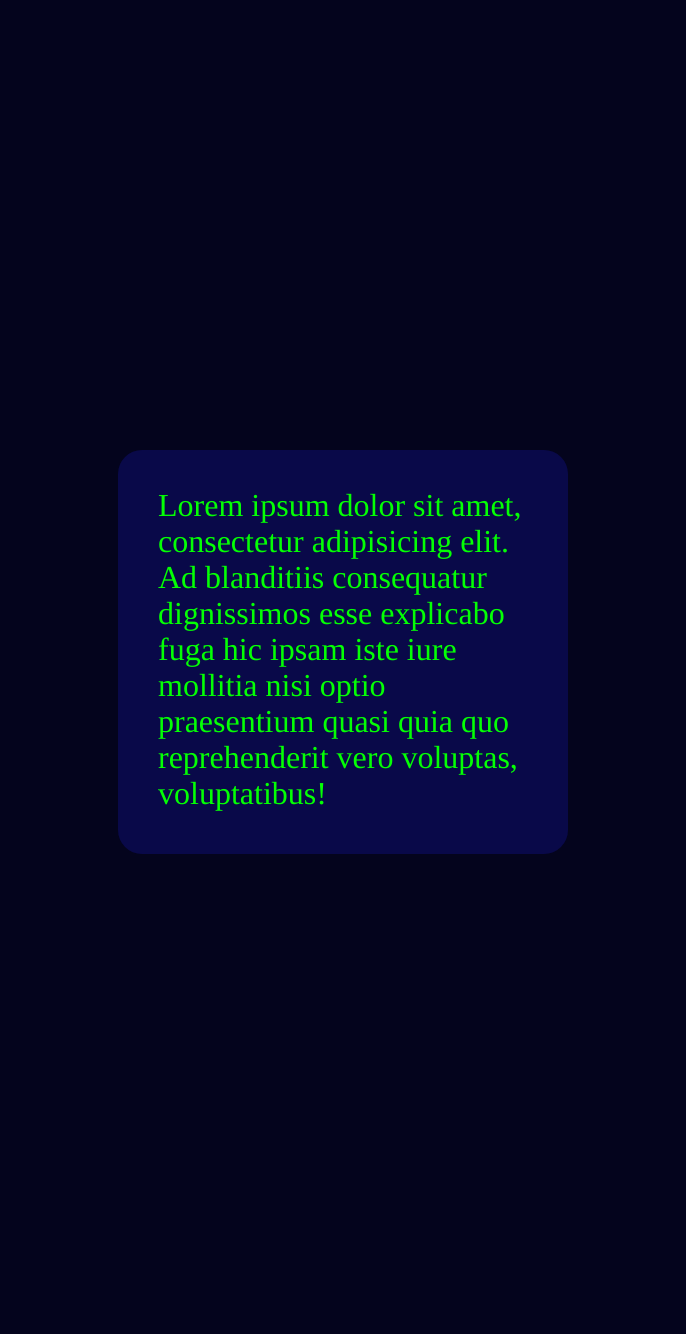 Lorem ipsum dolor sit amet,
consectetur adipisicing elit.
Ad blanditiis consequatur
dignissimos esse explicabo
fuga hic ipsam iste iure
mollitia nisi optio
praesentium quasi quia quo
reprehenderit vero voluptas,
voluptatibus!